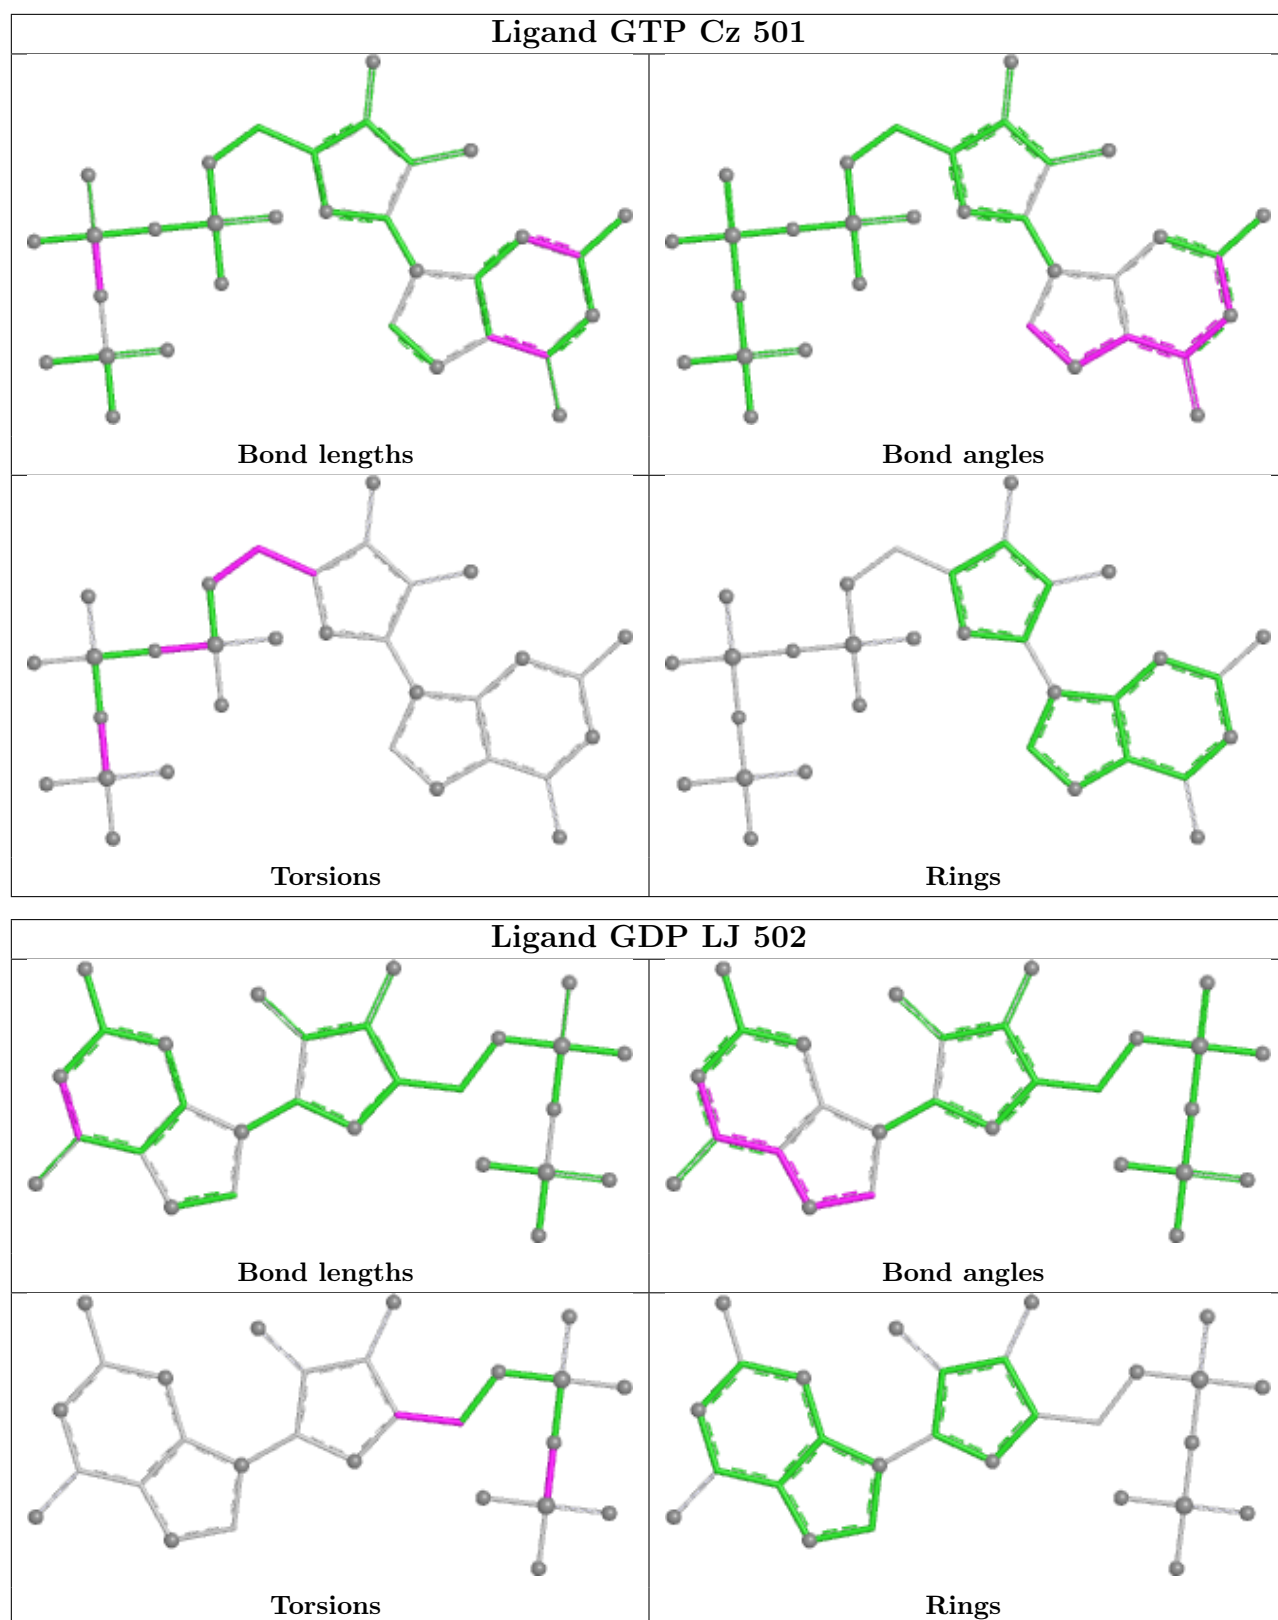 Ligand GTP Cz 501
Bond lengths
Bond angles
Torsions
Rings
Ligand GDP LJ 502
Bond lengths
Bond angles
Torsions
Rings